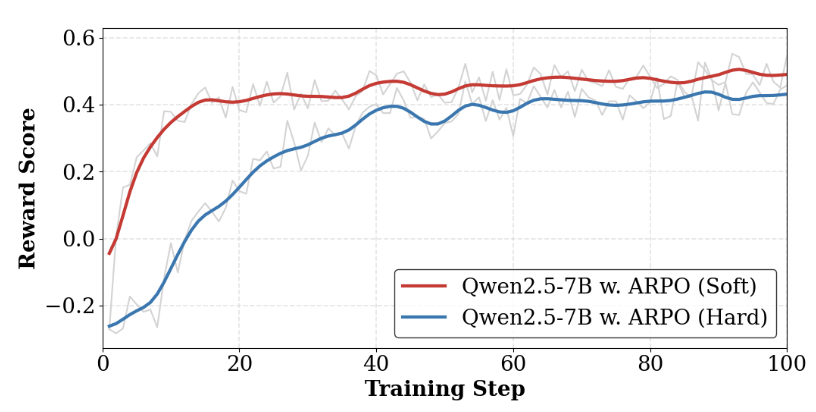 0.6
0.4
0.2
0.0
−0.2
Reward Score
Qwen2.5-7B w. ARPO (Soft)
Qwen2.5-7B w. ARPO (Hard)
0 20 40 60 80 100
Training Step